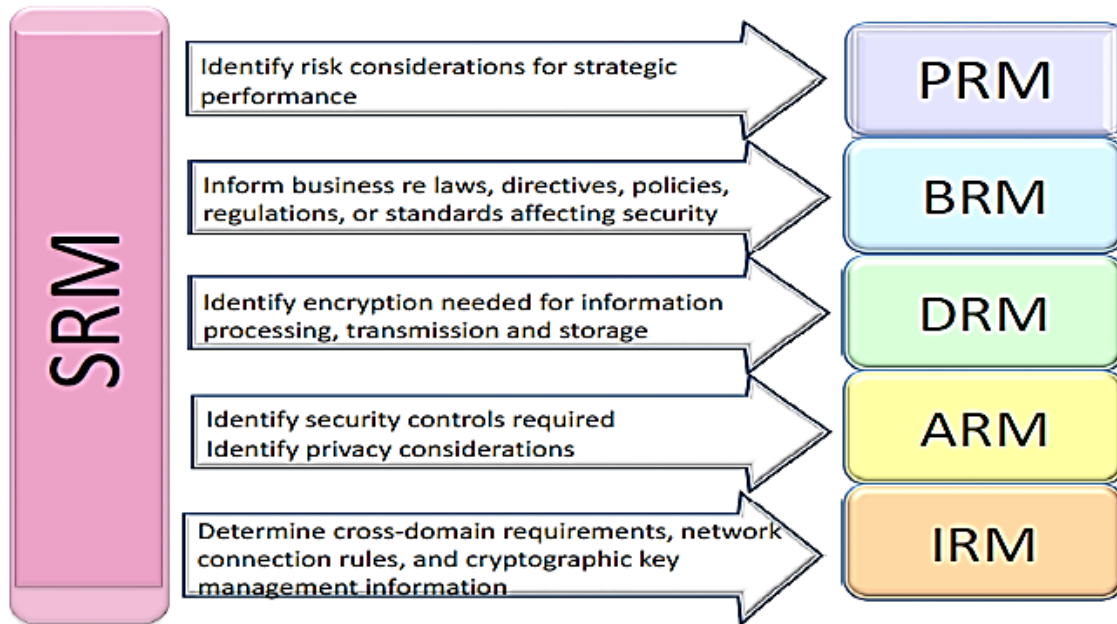 SRM
Identify risk considerations for strategic
performance
PRM
Inform business re laws, directives, policies,
regulations, or standards affecting security
BRM
Identify encryption needed for information
processing, transmission and storage
DRM
Identify security controls required
Identify privacy considerations
ARM
Determine cross-domain requirements, network
connection rules, and cryptographic key
management information
IRM